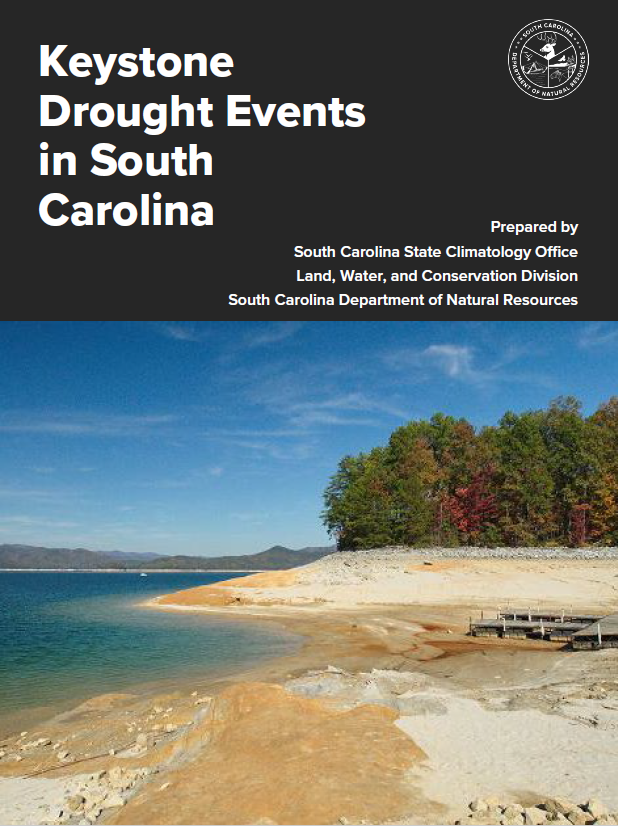 Keystone
Drought Events
in South
Carolina
SOUTH CAROLINA
DEPARTMENT OF NATURAL RESOURCES
Prepared by
South Carolina State Climatology Office
Land, Water, and Conservation Division
South Carolina Department of Natural Resources